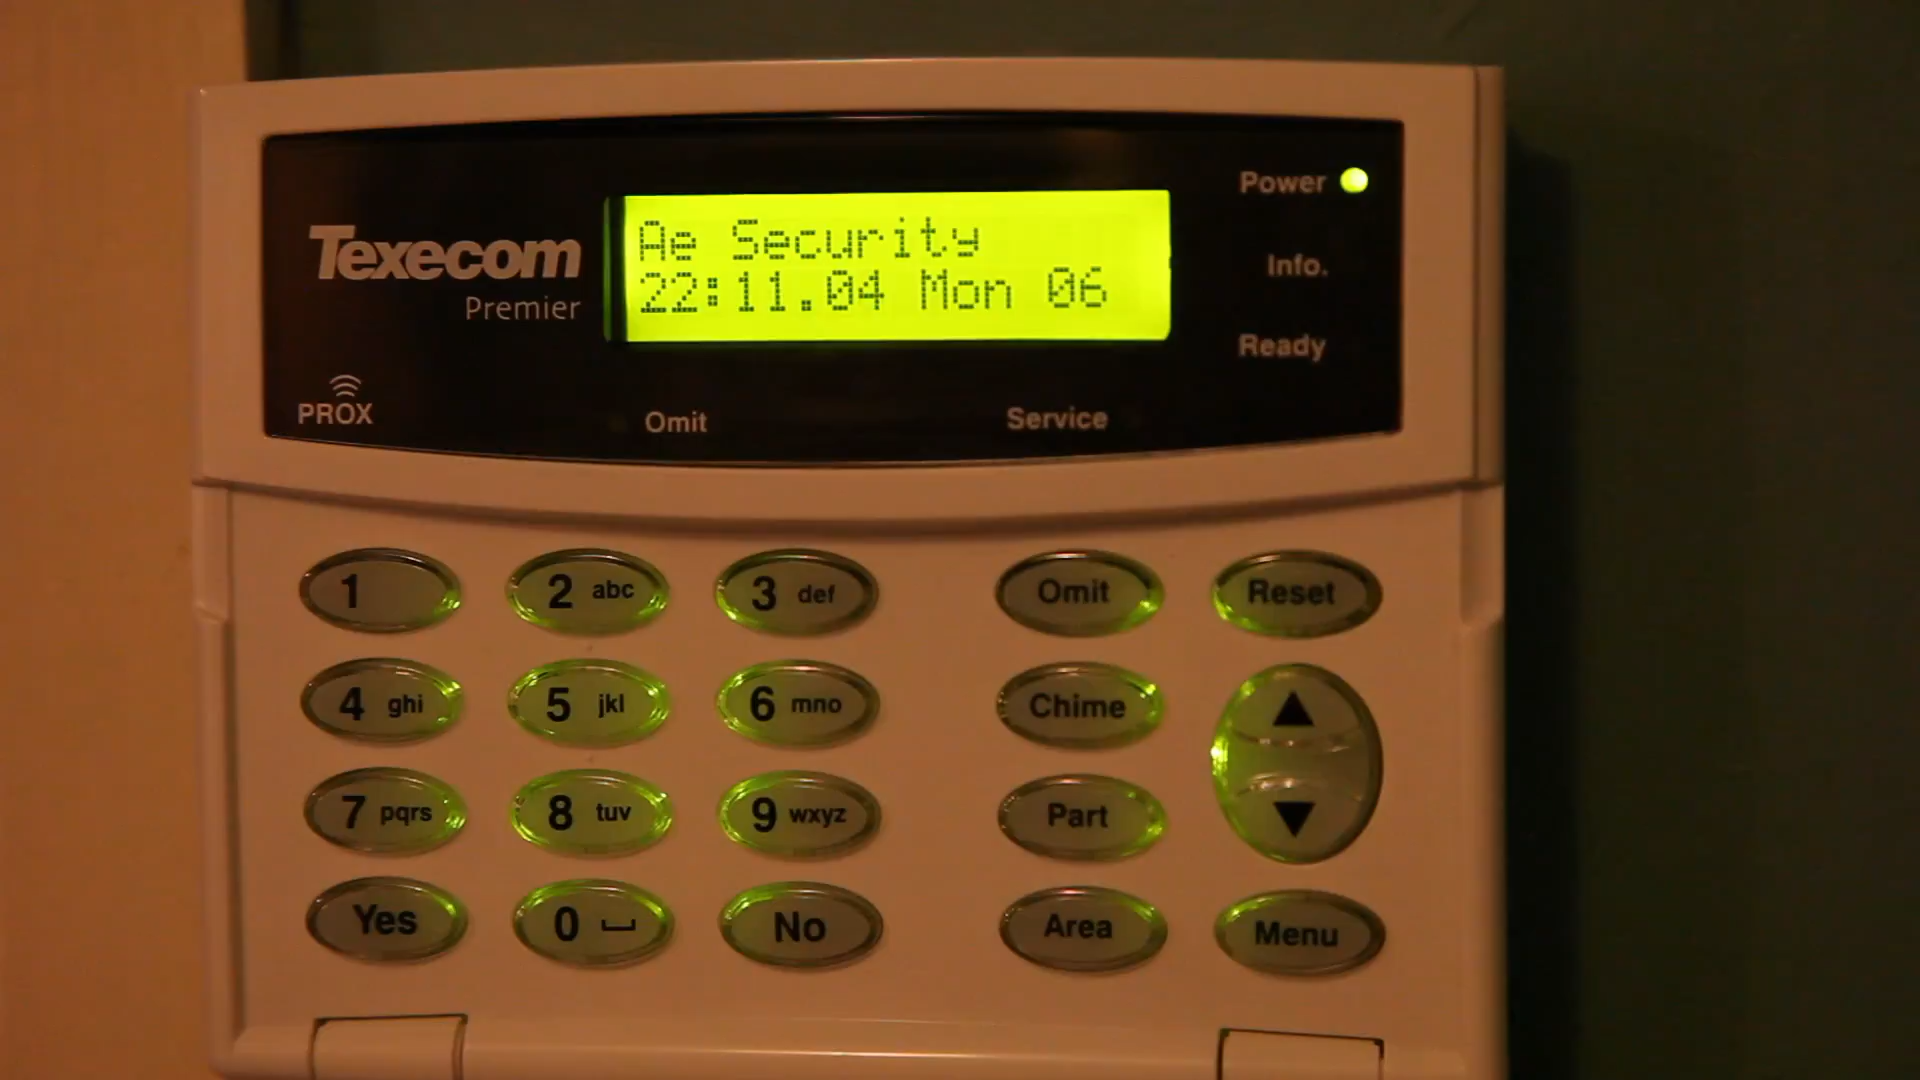 Texecom
Premier
PROX
Ae Security
22:11.04 Mon 06
Power
Info.
Ready
Omit
Service
1
2 abc
3 def
Omit
Reset
4 ghi
5 jkl
6 mno
Chime
7 pqrs
8 tuv
9 wxyz
Part
Yes
0
No
Area
Menu